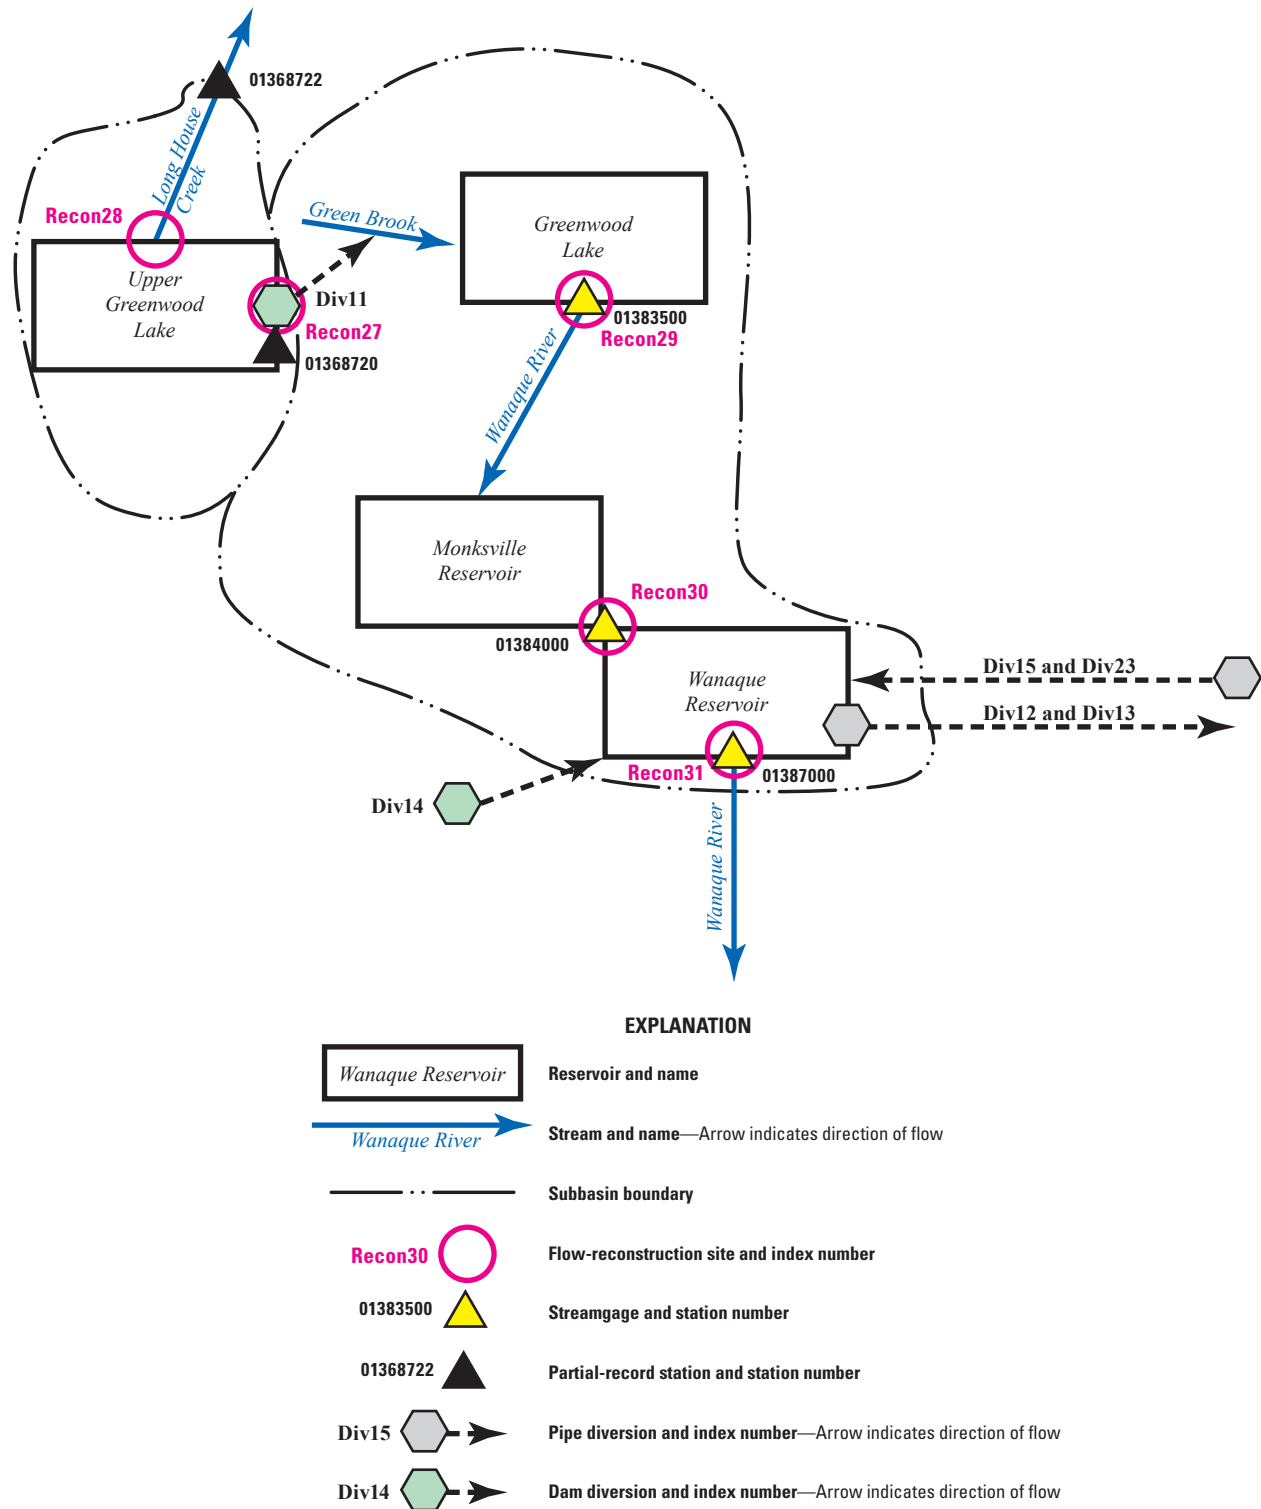 01368722
Long House
Creek
Recon28
Green Brook
Greenwood
Lake
Upper
Greenwood
Lake
Div11
Recon27
01368720
01383500
Recon29
Wanaque River
Monksville
Reservoir
Recon30
01384000
Wanaque
Reservoir
Div15 and Div23
Div12 and Div13
Recon31
01387000
Div14
Wanaque River
EXPLANATION
Wanaque Reservoir
Reservoir and name
Wanaque River
Stream and name—Arrow indicates direction of flow
Subbasin boundary
Recon30
Flow-reconstruction site and index number
01383500
Streamgage and station number
01368722
Partial-record station and station number
Div15
Pipe diversion and index number—Arrow indicates direction of flow
Div14
Dam diversion and index number—Arrow indicates direction of flow